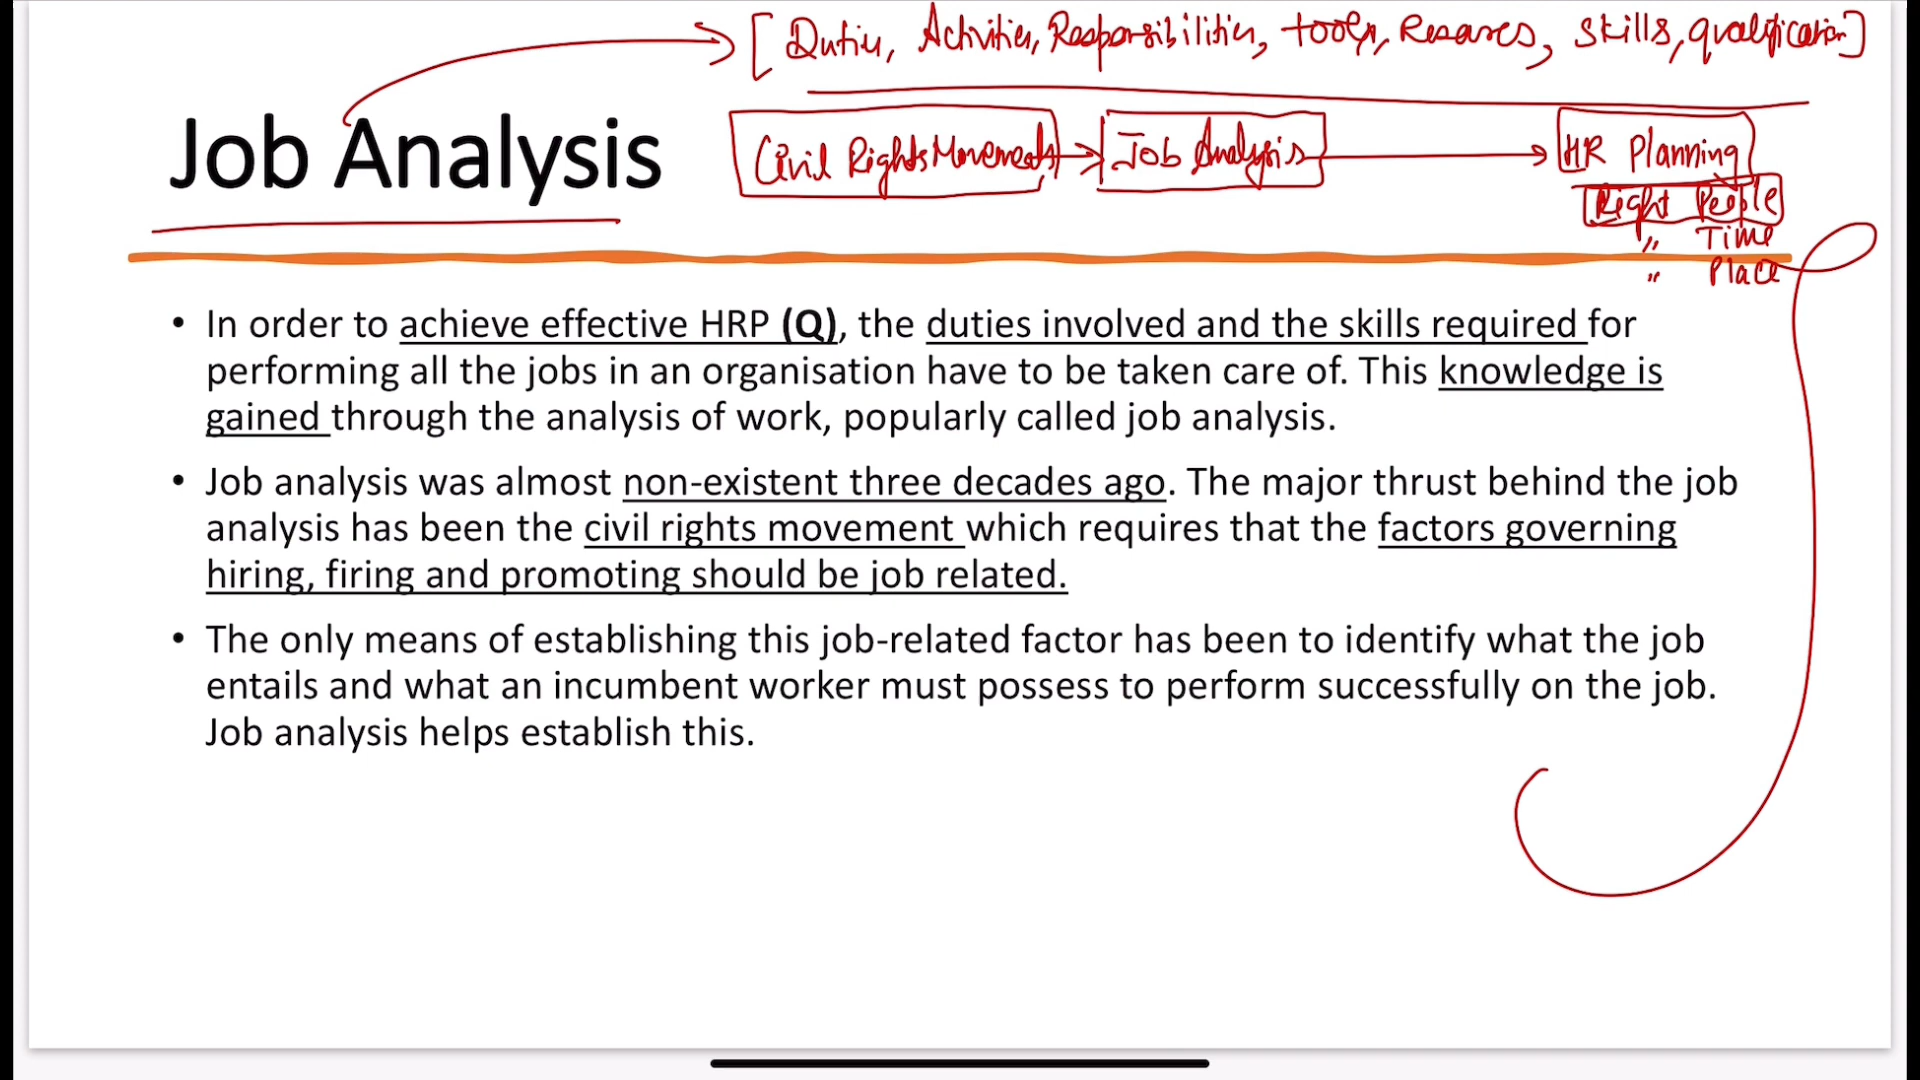 [Duties, Activities, Responsibilities, tools, Resources, Skills, qualification]
Job Analysis
Civil Rights Movements → Job Analysis → HR Planning
Right People
" Time
" Place
• In order to achieve effective HRP (Q), the duties involved and the skills required for
performing all the jobs in an organisation have to be taken care of. This knowledge is
gained through the analysis of work, popularly called job analysis.
• Job analysis was almost non-existent three decades ago. The major thrust behind the job
analysis has been the civil rights movement which requires that the factors governing
hiring, firing and promoting should be job related.
• The only means of establishing this job-related factor has been to identify what the job
entails and what an incumbent worker must possess to perform successfully on the job.
Job analysis helps establish this.